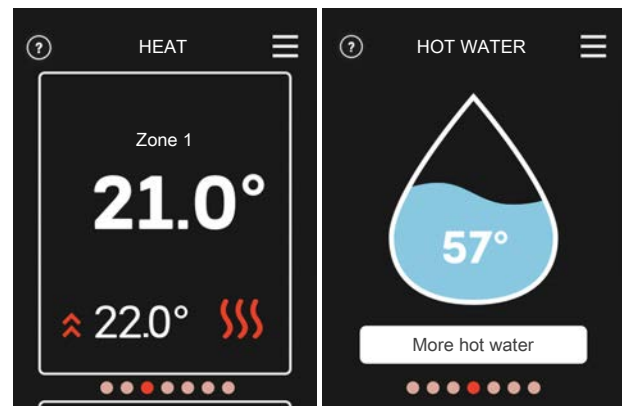 ?
HEAT
Zone 1
21.0°
22.0°
?
HOT WATER
57°
More hot water